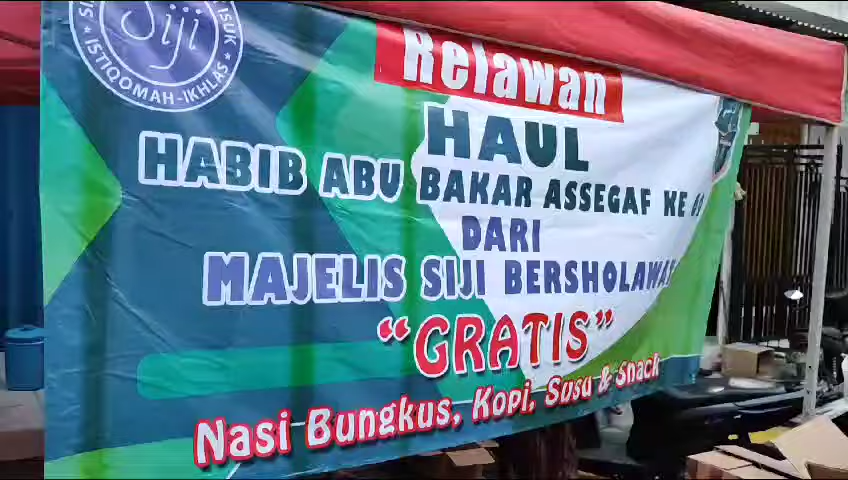 Siji
ISTIQOMAH-IKHLAS
Relawan
HAUL
HABIB ABU BAKAR ASSEGAF KE
DARI
MAJELIS SIJI BERSHOLAWAT
"GRATIS"
Nasi Bungkus, Kopi, Susu & Snack